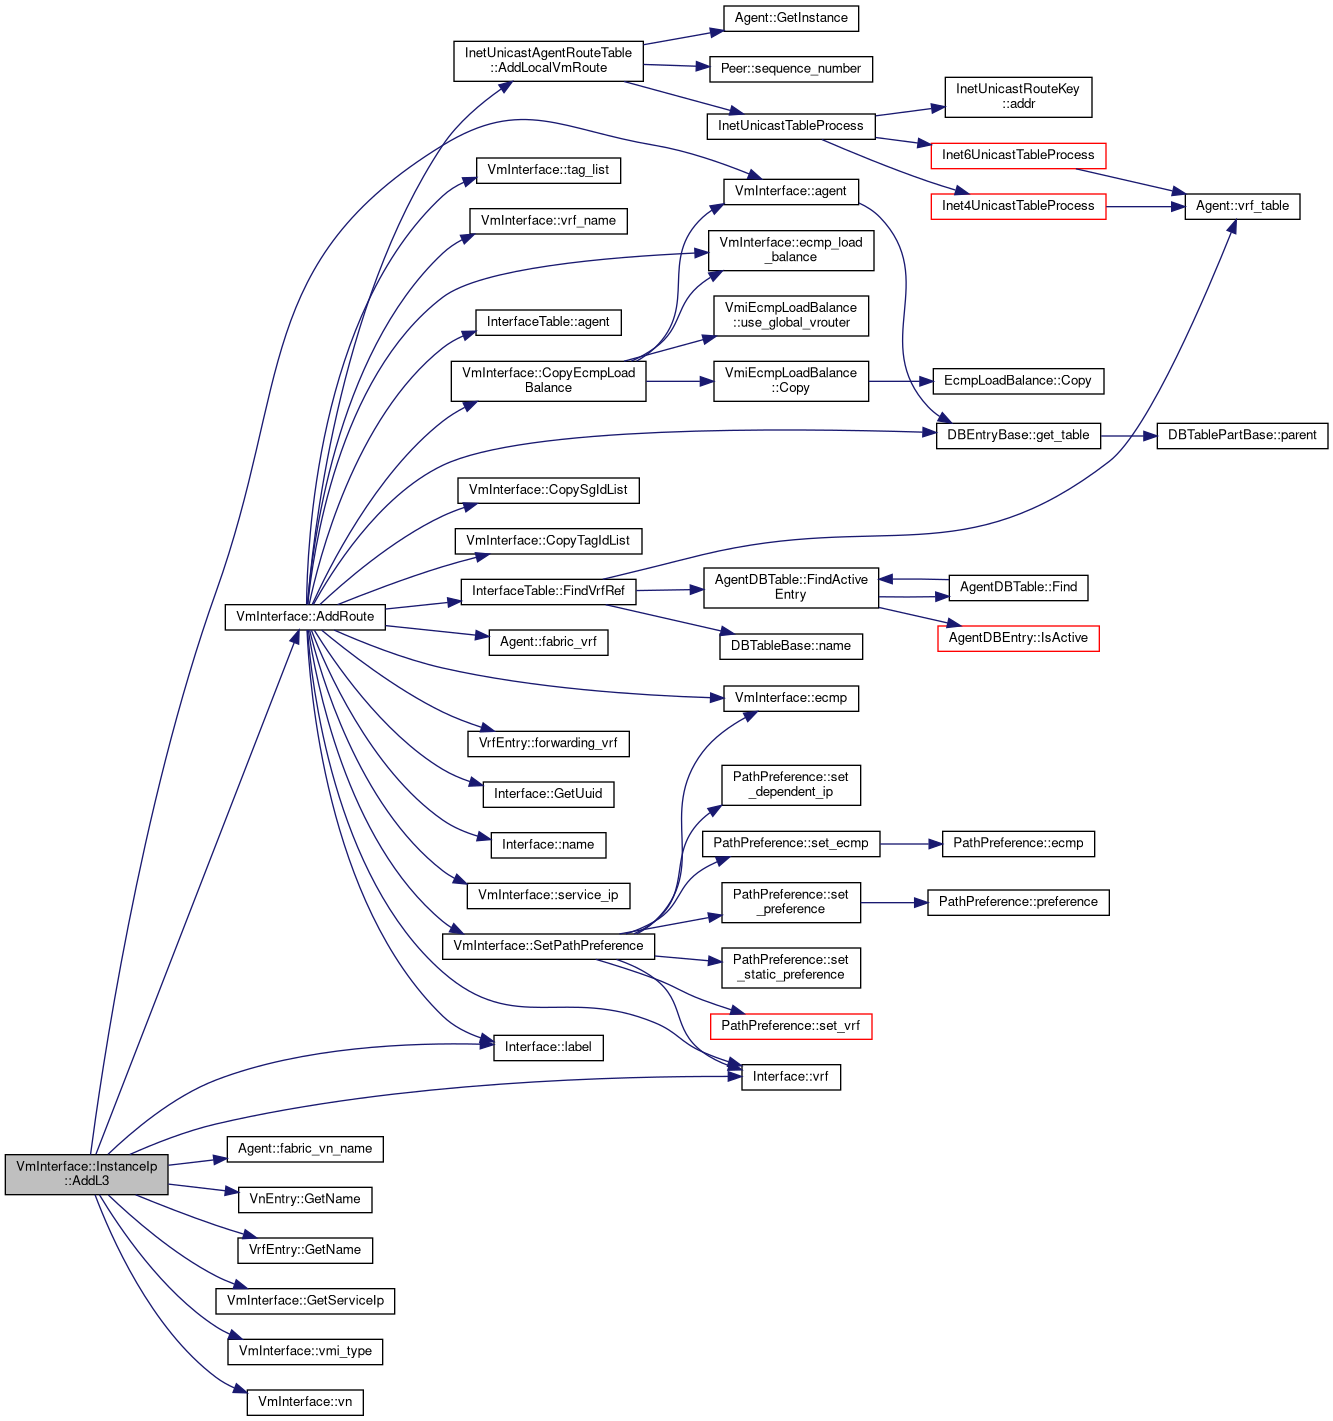 Agent::GetInstance
InetUnicastAgentRouteTable
::AddLocalVmRoute
Peer::sequence_number
InetUnicastRouteKey
::addr
InetUnicastTableProcess
Inet6UnicastTableProcess
VmInterface::tag_list
VmInterface::agent
Inet4UnicastTableProcess
Agent::vrf_table
VmInterface::vrf_name
VmInterface::ecmp_load
_balance
InterfaceTable::agent
VmiEcmpLoadBalance
::use_global_vrouter
VmInterface::CopyEcmpLoad
Balance
VmiEcmpLoadBalance
::Copy
EcmpLoadBalance::Copy
DBEntryBase::get_table
DBTablePartBase::parent
VmInterface::CopySgIdList
VmInterface::CopyTagIdList
InterfaceTable::FindVrfRef
AgentDBTable::FindActive
Entry
AgentDBTable::Find
VmInterface::AddRoute
Agent::fabric_vrf
DBTableBase::name
AgentDBEntry::IsActive
VmInterface::ecmp
VrfEntry::forwarding_vrf
Interface::GetUuid
PathPreference::set
_dependent_ip
Interface::name
PathPreference::set_ecmp
PathPreference::ecmp
VmInterface::service_ip
PathPreference::set
_preference
PathPreference::preference
VmInterface::SetPathPreference
PathPreference::set
_static_preference
PathPreference::set_vrf
Interface::label
Interface::vrf
Agent::fabric_vn_name
VmInterface::InstanceIp
::AddL3
VnEntry::GetName
VrfEntry::GetName
VmInterface::GetServiceIp
VmInterface::vmi_type
VmInterface::vn